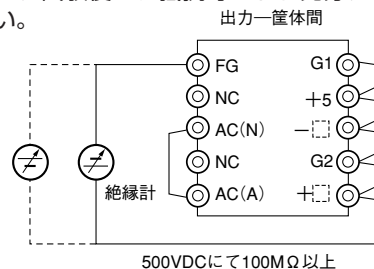 い。
出力ー筐体間
FG G1
NC +5
AC(N) −
NC G2
絶縁計 AC(A) +
500VDCにて100MΩ以上